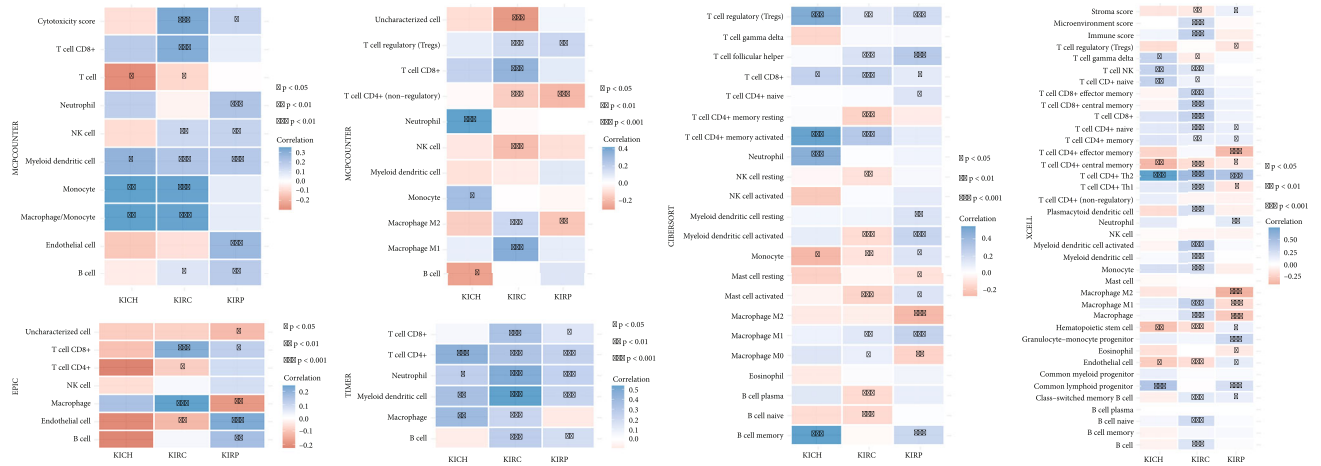 MCPCOUNTER
Cytotoxicity score
T cell CD8+
T cell
Neutrophil
NK cell
Myeloid dendritic cell
Monocyte
Macrophage/Monocyte
Endothelial cell
B cell
KICH KIRC KIRP
p < 0.05
p < 0.01
p < 0.01
Correlation
0.3
0.2
0.1
0.0
−0.1
−0.2
MCPCOUNTER
Uncharacterized cell
T cell regulatory (Tregs)
T cell CD8+
T cell CD4+ (non−regulatory)
Neutrophil
NK cell
Myeloid dendritic cell
Monocyte
Macrophage M2
Macrophage M1
B cell
KICH KIRC KIRP
p < 0.05
p < 0.01
p < 0.001
Correlation
0.4
0.2
0.0
−0.2
CIBERSORT
T cell regulatory (Tregs)
T cell gamma delta
T cell follicular helper
T cell CD8+
T cell CD4+ naive
T cell CD4+ memory resting
T cell CD4+ memory activated
Neutrophil
NK cell resting
NK cell activated
Myeloid dendritic cell resting
Myeloid dendritic cell activated
Monocyte
Mast cell resting
Mast cell activated
Macrophage M2
Macrophage M1
Macrophage M0
Eosinophil
B cell plasma
B cell naive
B cell memory
KICH KIRC KIRP
p < 0.05
p < 0.01
p < 0.001
Correlation
0.4
0.2
0.0
−0.2
XCELL
Stroma score
Microenvironment score
Immune score
T cell regulatory (Tregs)
T cell gamma delta
T cell NK
T cell CD+ naive
T cell CD8+ effector memory
T cell CD8+ central memory
T cell CD8+
T cell CD4+ naive
T cell CD4+ memory
T cell CD4+ effector memory
T cell CD4+ central memory
T cell CD4+ Th2
T cell CD4+ Th1
T cell CD4+ (non-regulatory)
Plasmacytoid dendritic cell
Neutrophil
NK cell
Myeloid dendritic cell activated
Myeloid dendritic cell
Monocyte
Mast cell
Macrophage M2
Macrophage M1
Macrophage
Hematopoietic stem cell
Granulocyte−monocyte progenitor
Eosinophil
Endothelial cell
Common myeloid progenitor
Common lymphoid progenitor
Class−switched memory B cell
B cell plasma
B cell naive
B cell memory
B cell
KICH KIRC KIRP
p < 0.05
p < 0.01
p < 0.001
Correlation
0.75
0.50
0.25
0.00
−0.25
EPIC
Uncharacterized cell
T cell CD8+
T cell CD4+
NK cell
Macrophage
Endothelial cell
B cell
KICH KIRC KIRP
p < 0.05
p < 0.01
p < 0.001
Correlation
0.2
0.1
0.0
−0.1
−0.2
TIMER
T cell CD8+
T cell CD4+
Neutrophil
Myeloid dendritic cell
Macrophage
B cell
KICH KIRC KIRP
p < 0.05
p < 0.01
p < 0.001
Correlation
0.5
0.4
0.3
0.2
0.1
0.0